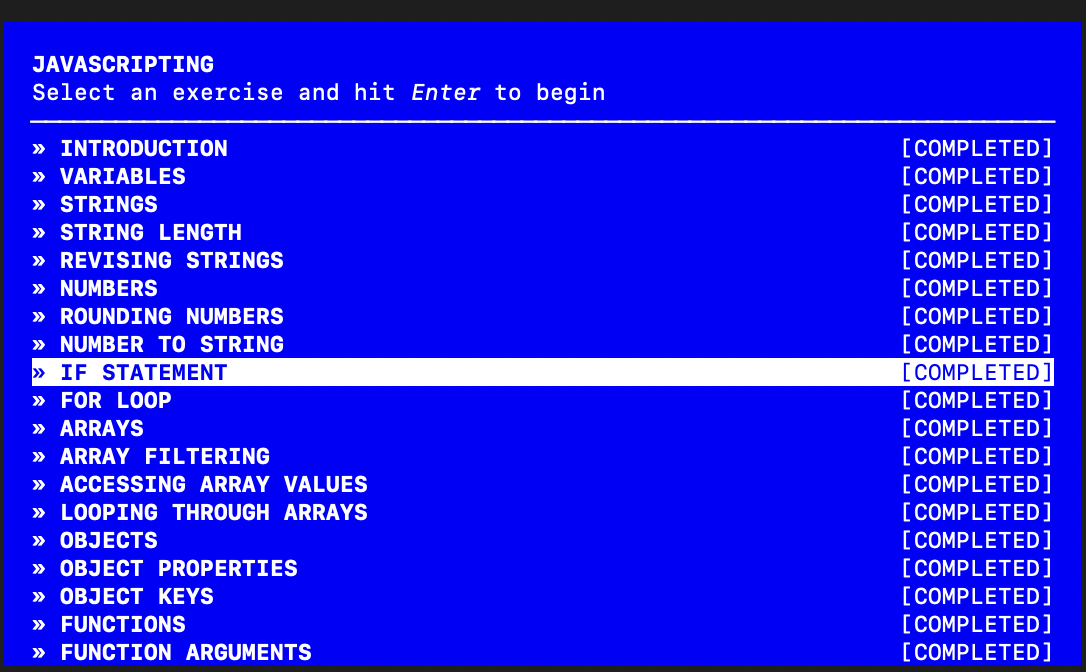 JAVASCRIPTING
Select an exercise and hit Enter to begin
» INTRODUCTION [COMPLETED]
» VARIABLES [COMPLETED]
» STRINGS [COMPLETED]
» STRING LENGTH [COMPLETED]
» REVISING STRINGS [COMPLETED]
» NUMBERS [COMPLETED]
» ROUNDING NUMBERS [COMPLETED]
» NUMBER TO STRING [COMPLETED]
» IF STATEMENT [COMPLETED]
» FOR LOOP [COMPLETED]
» ARRAYS [COMPLETED]
» ARRAY FILTERING [COMPLETED]
» ACCESSING ARRAY VALUES [COMPLETED]
» LOOPING THROUGH ARRAYS [COMPLETED]
» OBJECTS [COMPLETED]
» OBJECT PROPERTIES [COMPLETED]
» OBJECT KEYS [COMPLETED]
» FUNCTIONS [COMPLETED]
» FUNCTION ARGUMENTS [COMPLETED]